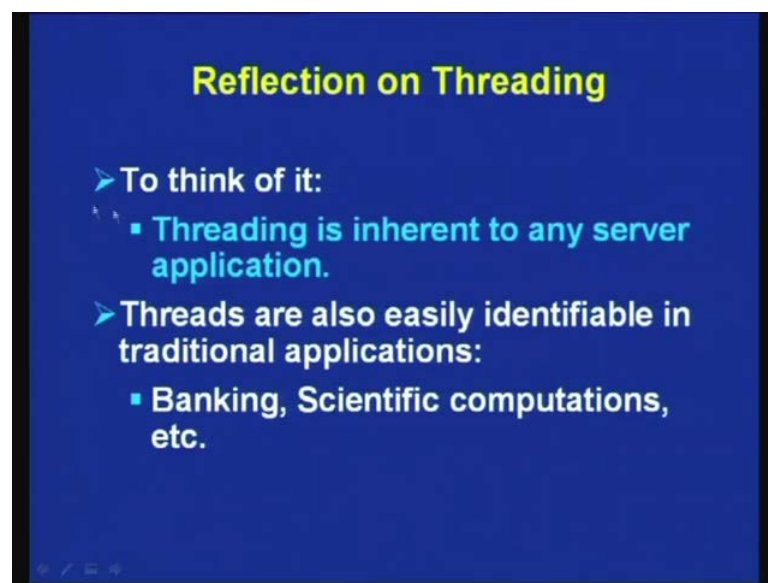 Reflection on Threading
➢To think of it:
▪ Threading is inherent to any server
application.
➢Threads are also easily identifiable in
traditional applications:
▪ Banking, Scientific computations,
etc.